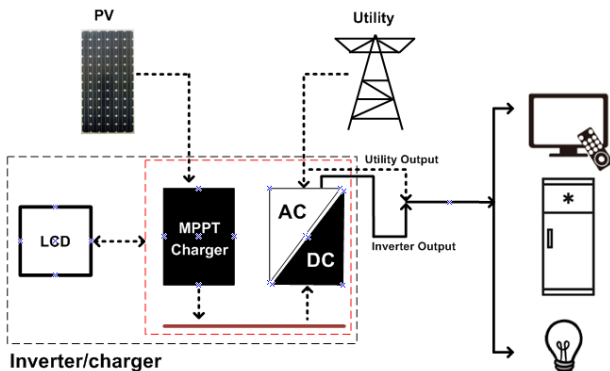 PV
Utility
Utility Output
LCD
MPPT
Charger
AC
DC
Inverter Output
Inverter/charger